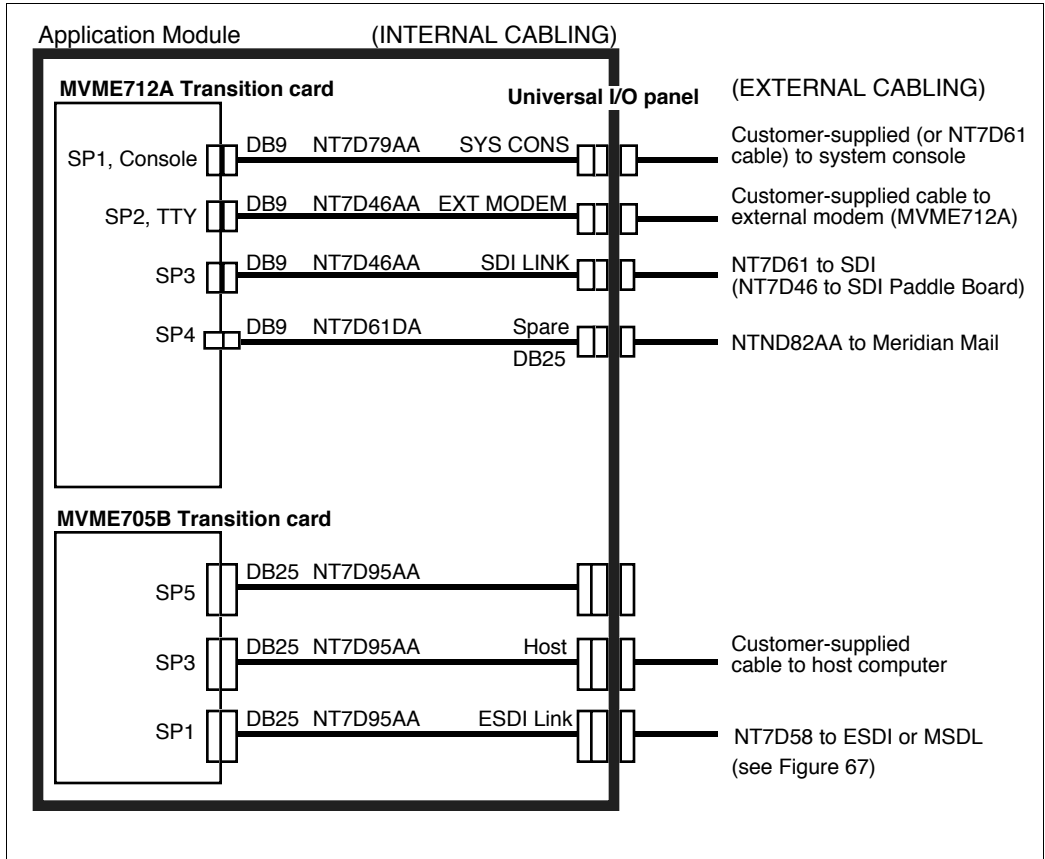 Application Module (INTERNAL CABLING)
MVME712A Transition card
Universal I/O panel
(EXTERNAL CABLING)
SP1, Console DB9 NT7D79AA SYS CONS
Customer-supplied (or NT7D61
cable) to system console
SP2, TTY DB9 NT7D46AA EXT MODEM
Customer-supplied cable to
external modem (MVME712A)
SP3 DB9 NT7D46AA SDI LINK
NT7D61 to SDI
(NT7D46 to SDI Paddle Board)
SP4 DB9 NT7D61DA Spare
DB25
NTND82AA to Meridian Mail
MVME705B Transition card
SP5 DB25 NT7D95AA
SP3 DB25 NT7D95AA Host
Customer-supplied
cable to host computer
SP1 DB25 NT7D95AA ESDI Link
NT7D58 to ESDI or MSDL
(see Figure 67)